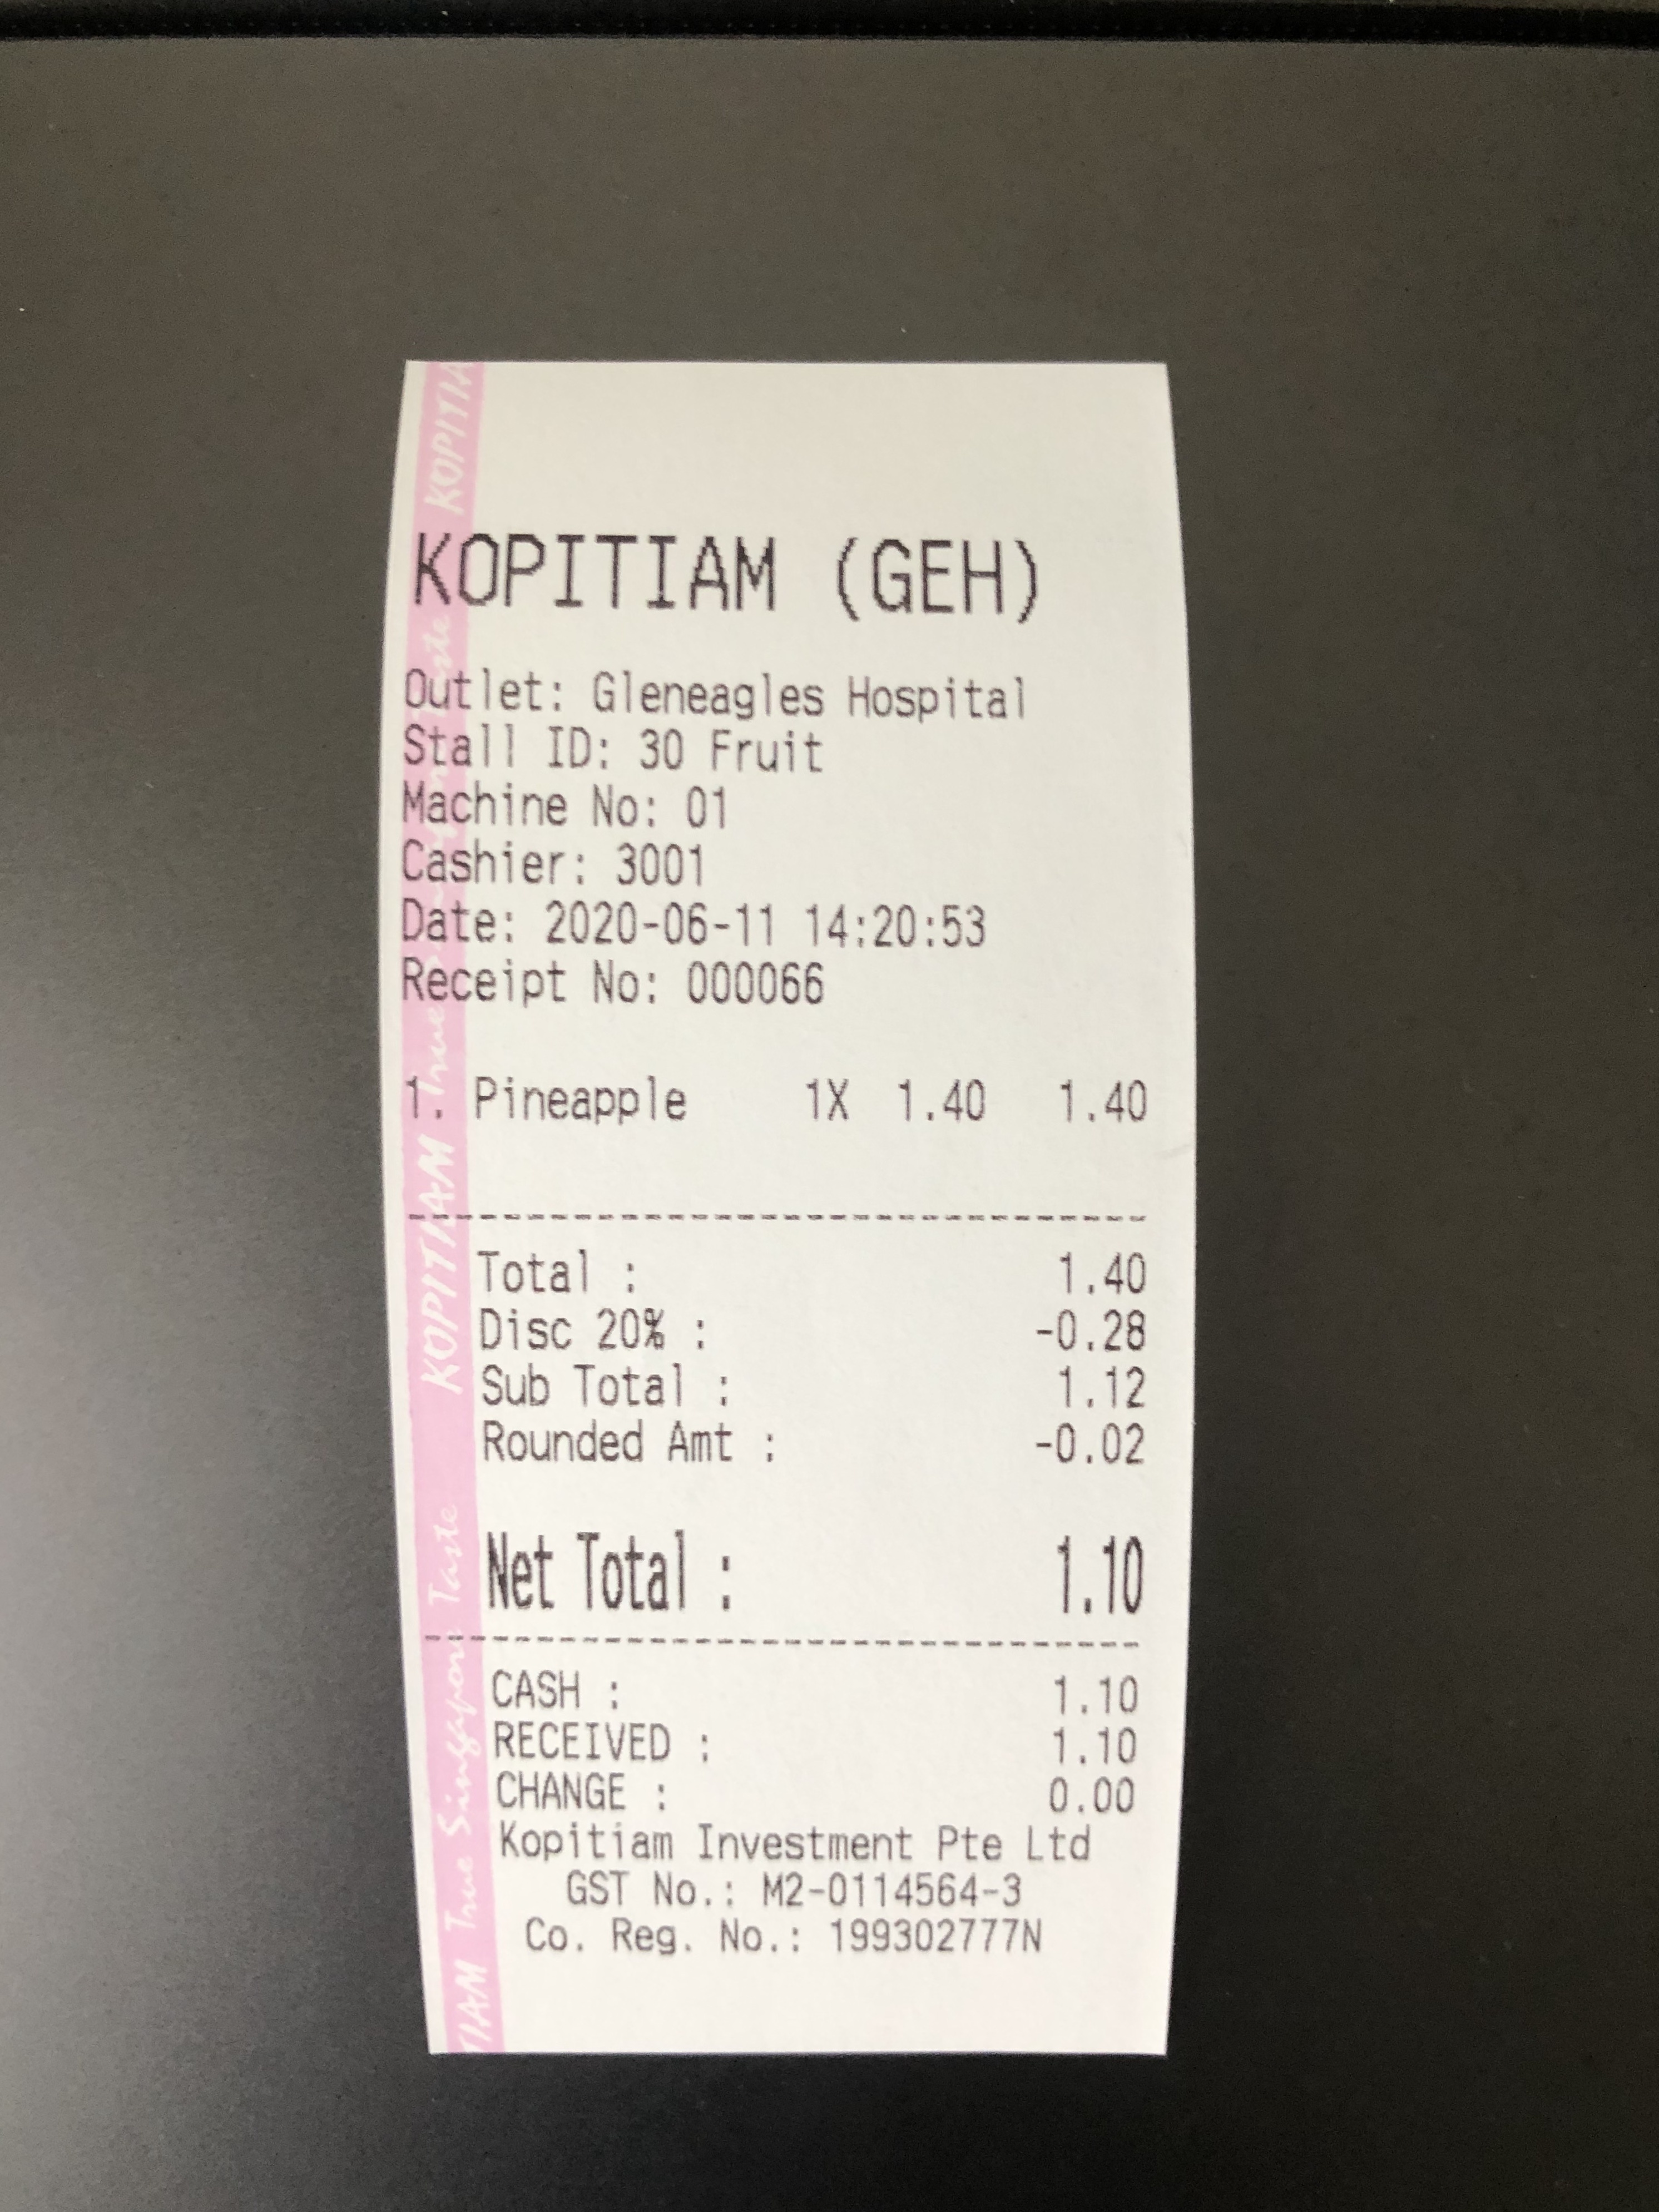 KOPITIAM (GEH)
Outlet: Gleneagles Hospital
Stall ID: 30 Fruit
Machine No: 01
Cashier: 3001
Date: 2020-06-11 14:20:53
Receipt No: 000066
1. Pineapple 1X 1.40 1.40
Total : 1.40
Disc 20% : -0.28
Sub Total : 1.12
Rounded Amt : -0.02
Net Total : 1.10
CASH : 1.10
RECEIVED : 1.10
CHANGE : 0.00
Kopitiam Investment Pte Ltd
GST No.: M2-0114564-3
Co. Reg. No.: 199302777N
TIAM True Singapore Taste KOPITIAM True Taste KOPITIA